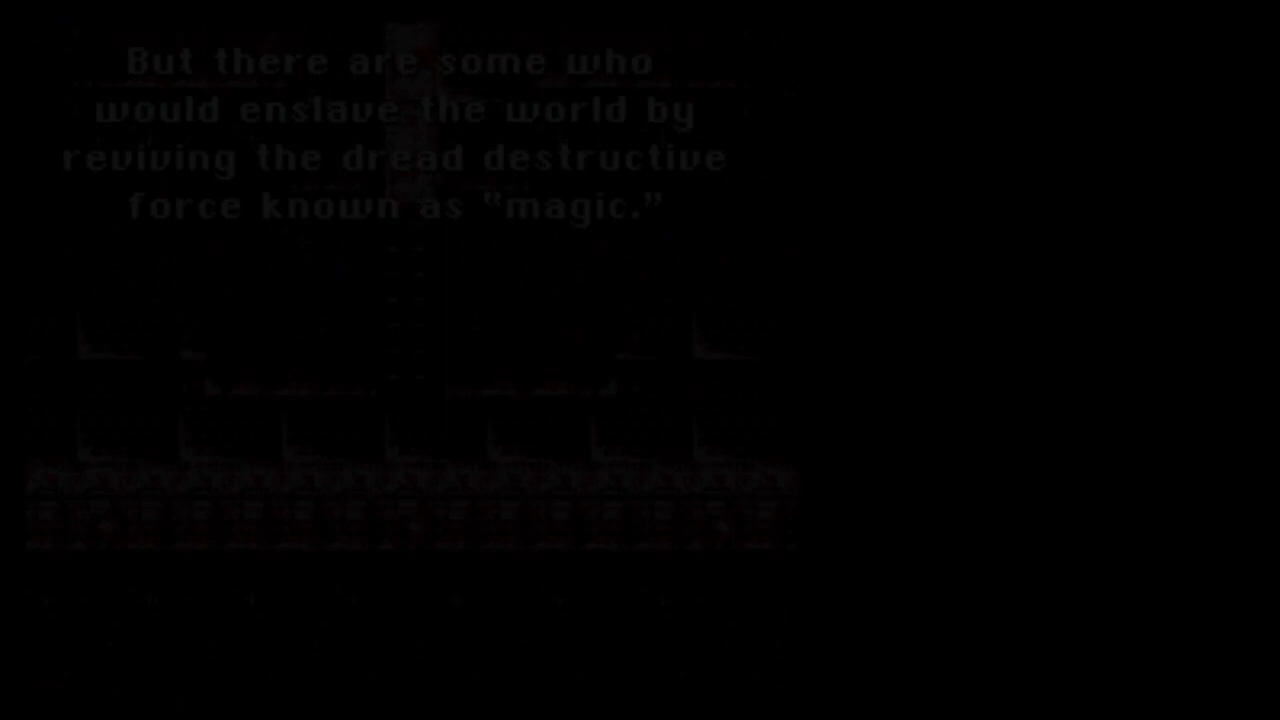 But there are some who
would enslave the world by
reviving the dread destructive
force known as "magic."